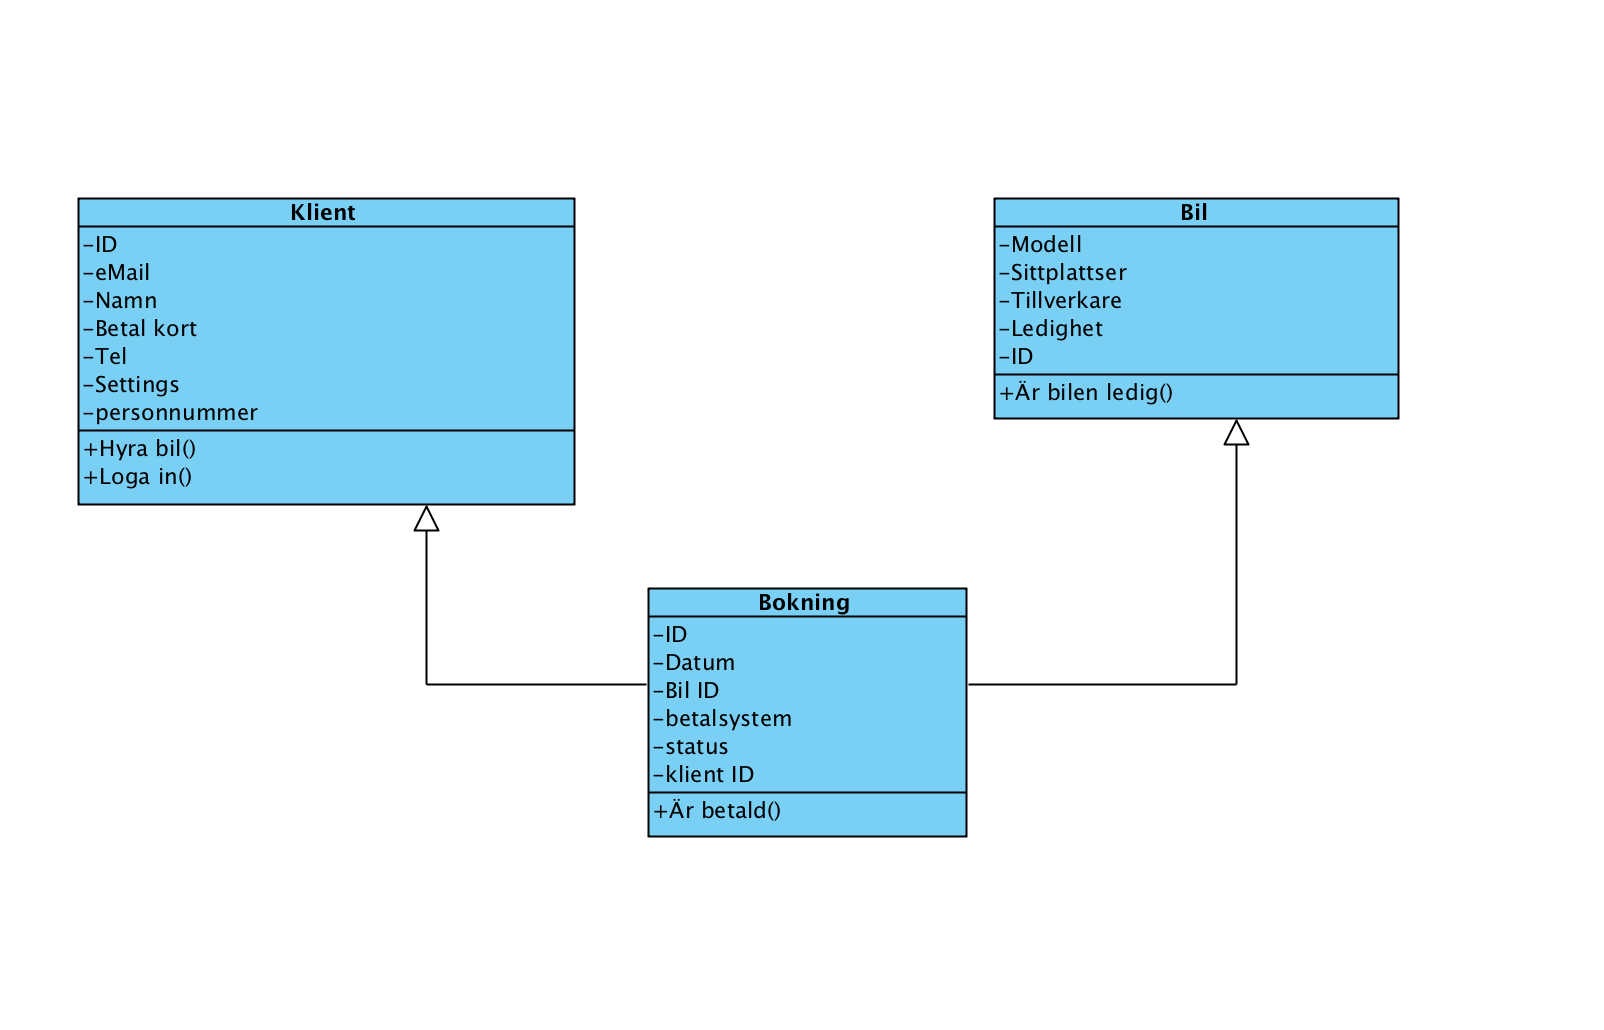 Klient
-ID
-eMail
-Namn
-Betal kort
-Tel
-Settings
-personnummer
+Hyra bil()
+Loga in()
Bil
-Modell
-Sittplattser
-Tillverkare
-Ledighet
-ID
+Är bilen ledig()
Bokning
-ID
-Datum
-Bil ID
-betalsystem
-status
-klient ID
+Är betald()